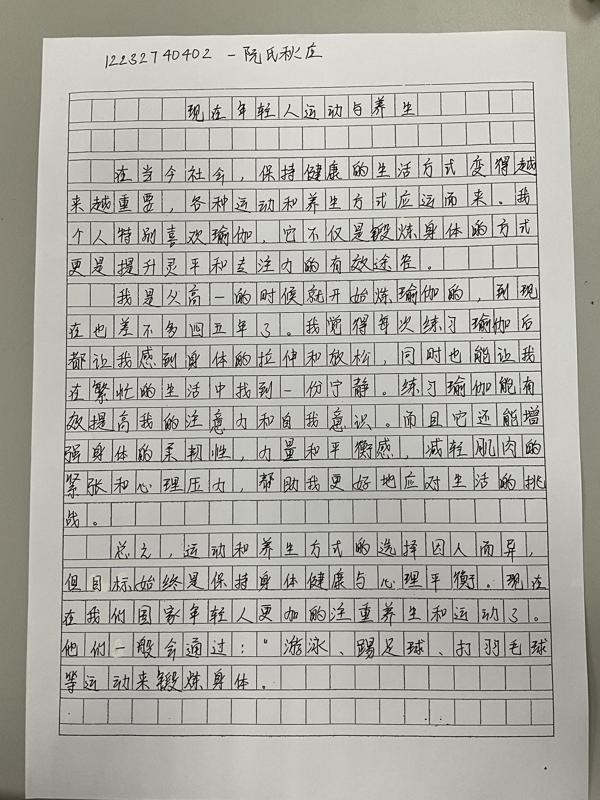 12232740402 - 阮氏秋庄
现在年轻人运动与养生
在当今社会，保持健康的生活方式变得越
来越重要，各种运动和养生方式应运而来。我
个人特别喜欢瑜伽，它不仅是锻炼身体的方式
更是提升灵平和专注力的有效途径。
我是从高一的时候就开始炼瑜伽的，到现
在也差不多四五年了。我觉得每次练习瑜伽后
都让我感到身体的拉伸和放松，同时也能让我
在繁忙的生活中找到一份宁静。练习瑜伽能有
效提高我的注意力和自我意识。而且它还能增
强身体的柔韧性，力量和平衡感，减轻肌肉的
紧张和心理压力，帮助我更好地应对生活的挑
战。
总之，运动和养生方式的选择因人而异，
但目标始终是保持身体健康与心理平衡。现在
在我们国家年轻人更加的注重养生和运动了。
他们一般会通过：“游泳、踢足球、打羽毛球
等运动来锻炼身体。